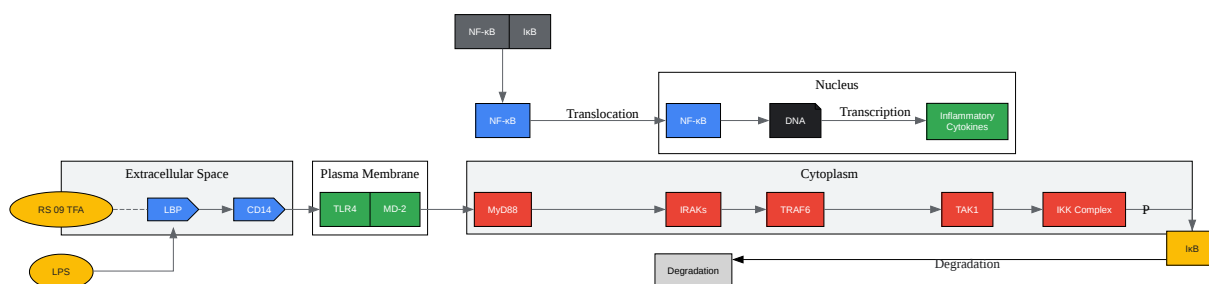 NF-κB
IκB
Nucleus
NF-κB
Translocation
NF-κB
DNA
Transcription
Inflammatory
Cytokines
Extracellular Space
Plasma Membrane
Cytoplasm
RS 09 TFA
LBP
CD14
TLR4
MD-2
MyD88
IRAKs
TRAF6
TAK1
IKK Complex
P
IκB
LPS
Degradation
Degradation